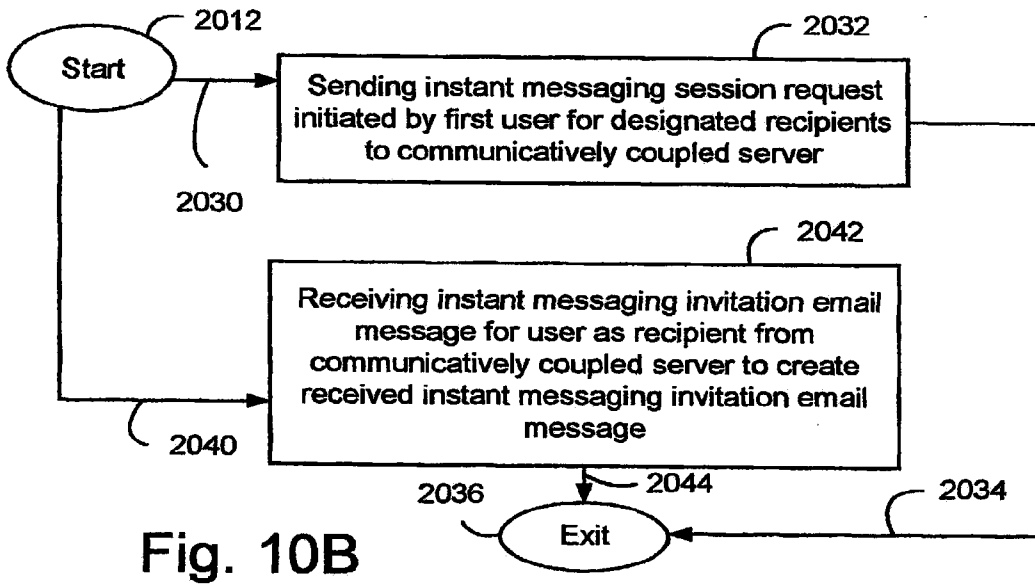 2012
Start
2032
Sending instant messaging session request
initiated by first user for designated recipients
to communicatively coupled server
2030
2042
Receiving instant messaging invitation email
message for user as recipient from
communicatively coupled server to create
received instant messaging invitation email
message
2040
2044
2036
Exit
2034
Fig. 10B